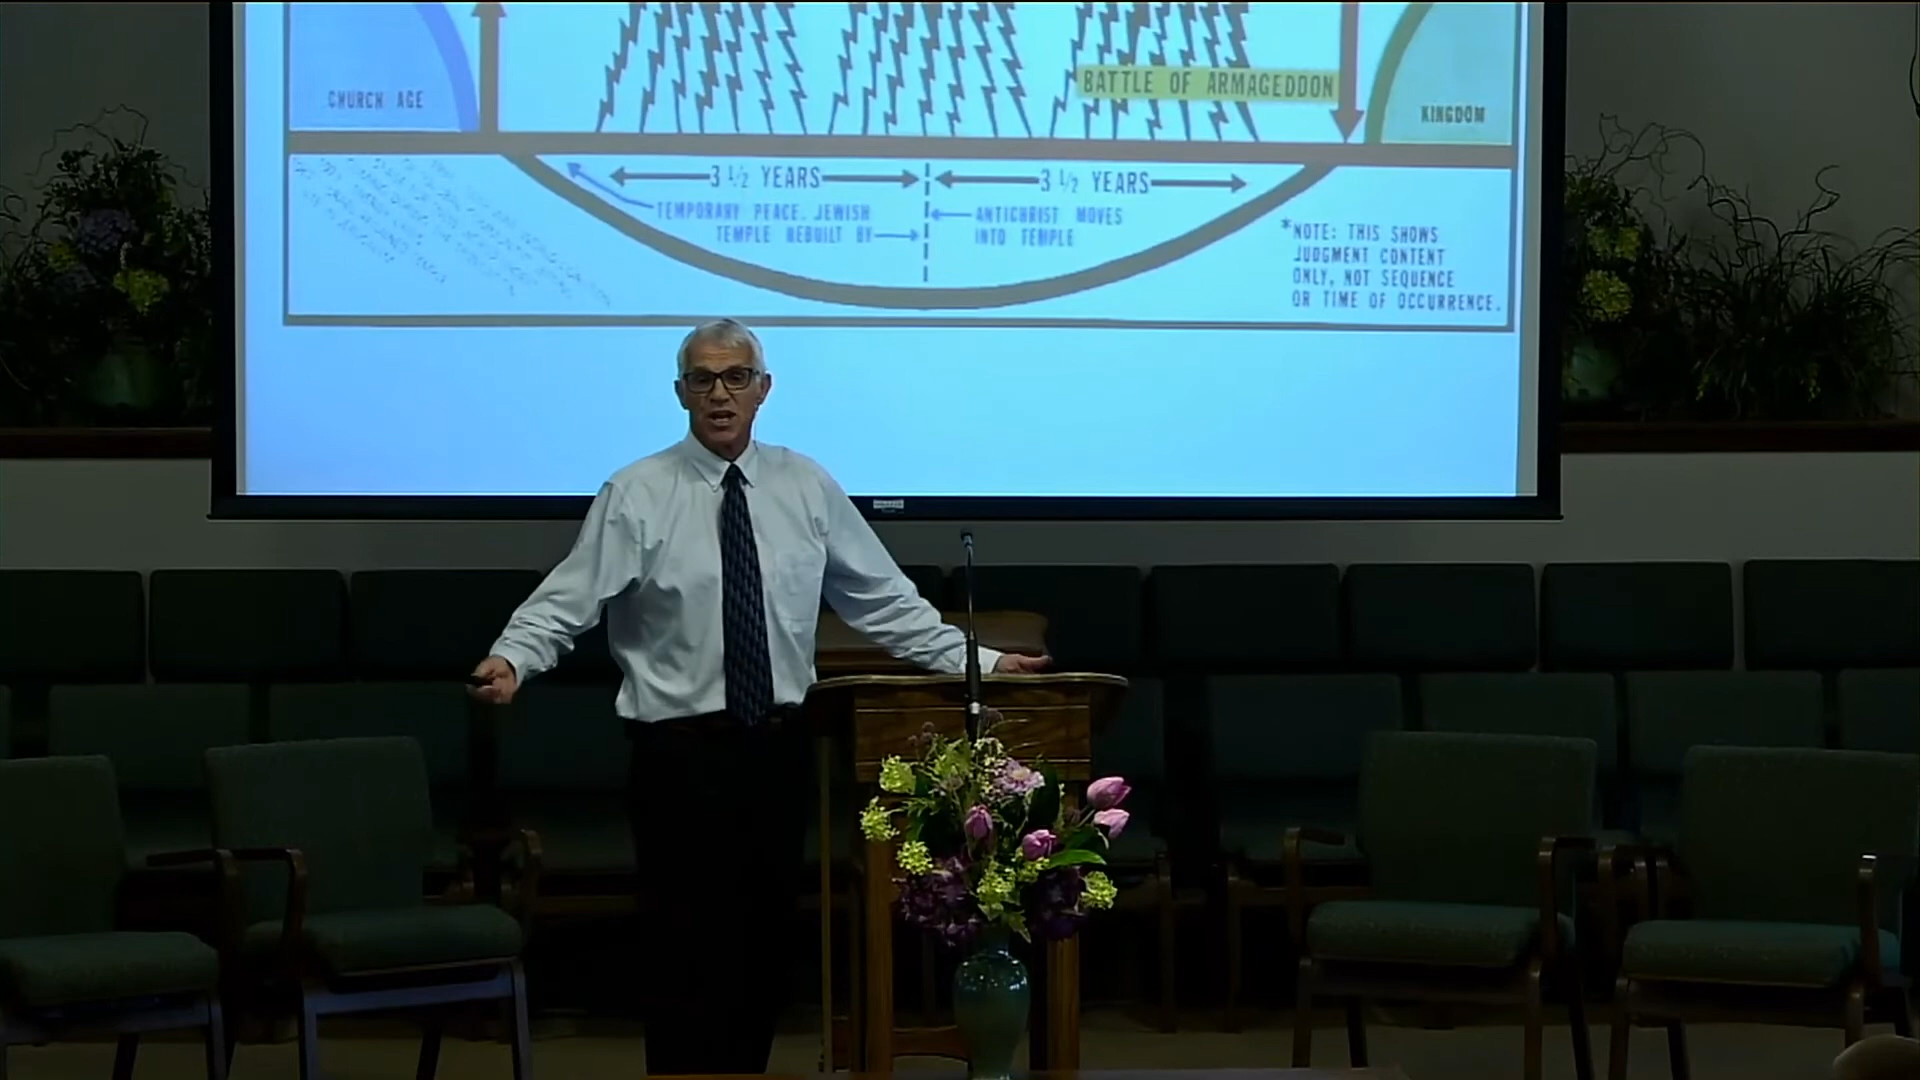 BATTLE OF ARMAGEDDON
CHURCH AGE
KINGDOM
3 1/2 YEARS
3 1/2 YEARS
TEMPORARY PEACE. JEWISH
TEMPLE REBUILT BY
ANTICHRIST MOVES
INTO TEMPLE
*NOTE: THIS SHOWS
JUDGMENT CONTENT
ONLY, NOT SEQUENCE
OR TIME OF OCCURRENCE.